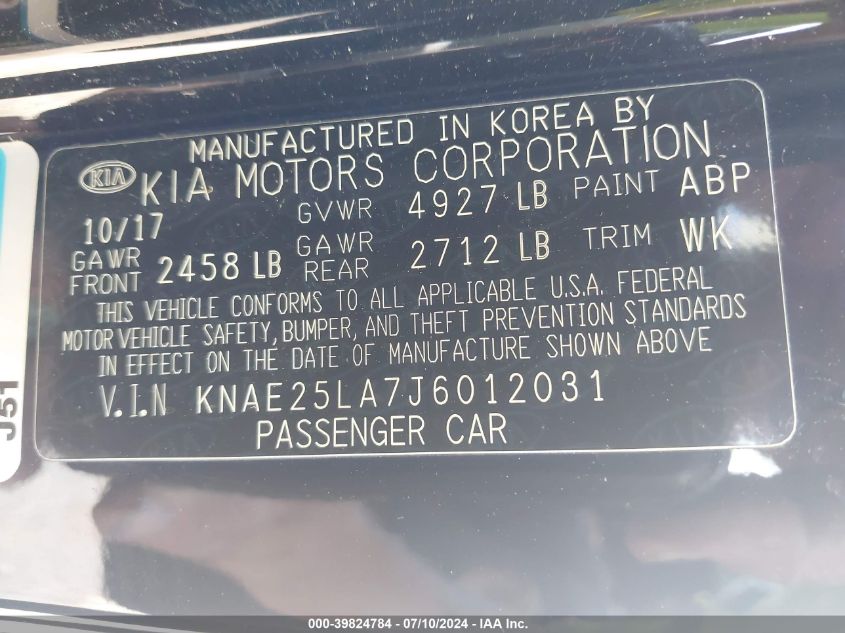 MANUFACTURED IN KOREA BY
KIA KIA MOTORS CORPORATION
10/17 GVWR 4927 LB PAINT ABP
GAWR FRONT 2458 LB GAWR REAR 2712 LB TRIM WK
THIS VEHICLE CONFORMS TO ALL APPLICABLE U.S.A. FEDERAL
MOTOR VEHICLE SAFETY, BUMPER, AND THEFT PREVENTION STANDARDS
IN EFFECT ON THE DATE OF MANUFACTURE SHOWN ABOVE
V.I.N KNAE25LA7J6012031
PASSENGER CAR
J51
000-39824784 - 07/10/2024 - IAA Inc.